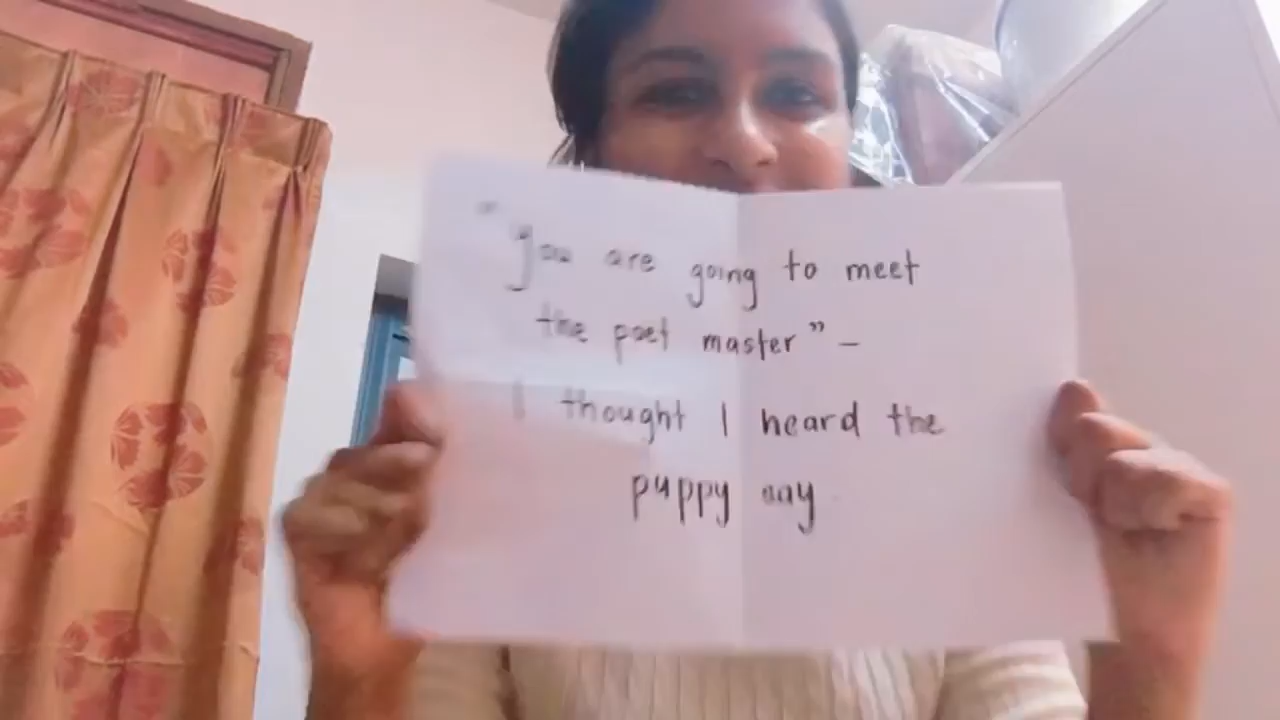 "you are going to meet
the poet master" –
I thought I heard the
puppy say